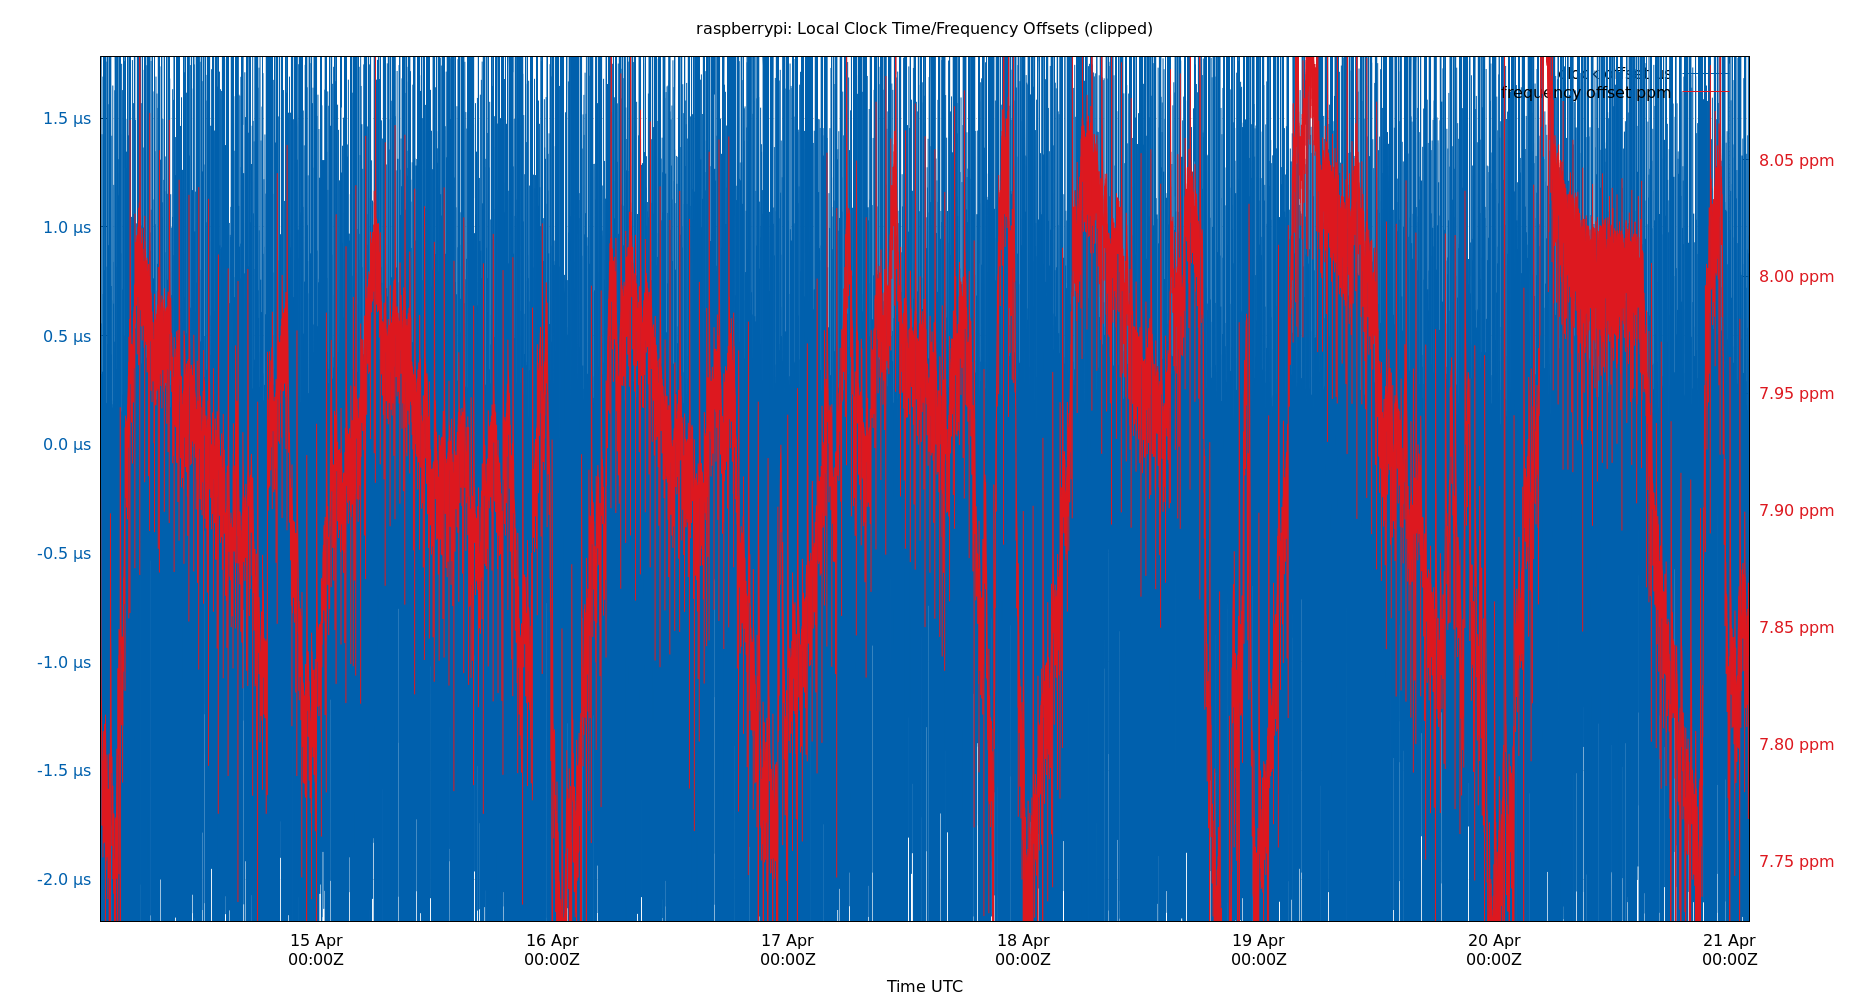 raspberrypi: Local Clock Time/Frequency Offsets (clipped)
clock offset us
frequency offset ppm
1.5 µs
1.0 µs
0.5 µs
0.0 µs
-0.5 µs
-1.0 µs
-1.5 µs
-2.0 µs
8.05 ppm
8.00 ppm
7.95 ppm
7.90 ppm
7.85 ppm
7.80 ppm
7.75 ppm
15 Apr 16 Apr 17 Apr 18 Apr 19 Apr 20 Apr 21 Apr
00:00Z 00:00Z 00:00Z 00:00Z 00:00Z 00:00Z 00:00Z
Time UTC